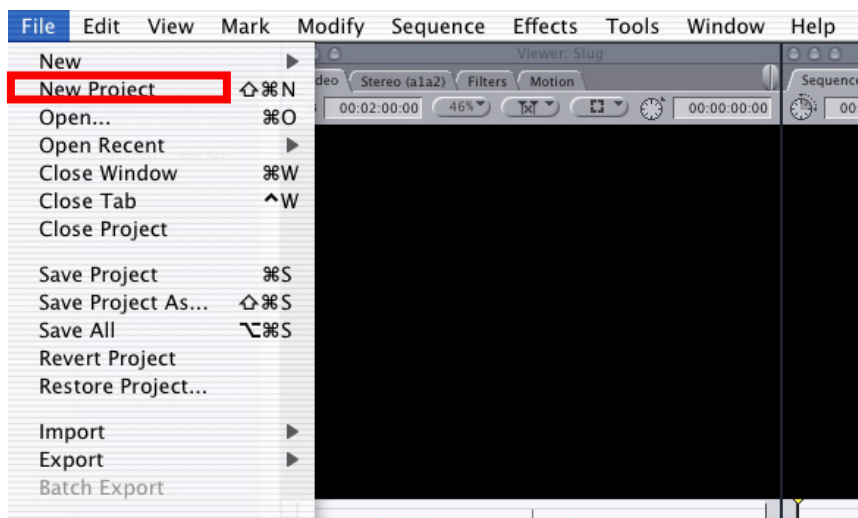 File Edit View Mark Modify Sequence Effects Tools Window Help
New
New Project ⇧⌘N
Open... ⌘O
Open Recent
Close Window ⌘W
Close Tab ^W
Close Project
Save Project ⌘S
Save Project As... ⇧⌘S
Save All ⌥⌘S
Revert Project
Restore Project...
Import
Export
Batch Export
Viewer: Slug
deo Stereo (a1a2) Filters Motion
00:02:00:00 46% 00:00:00:00
Sequence
00